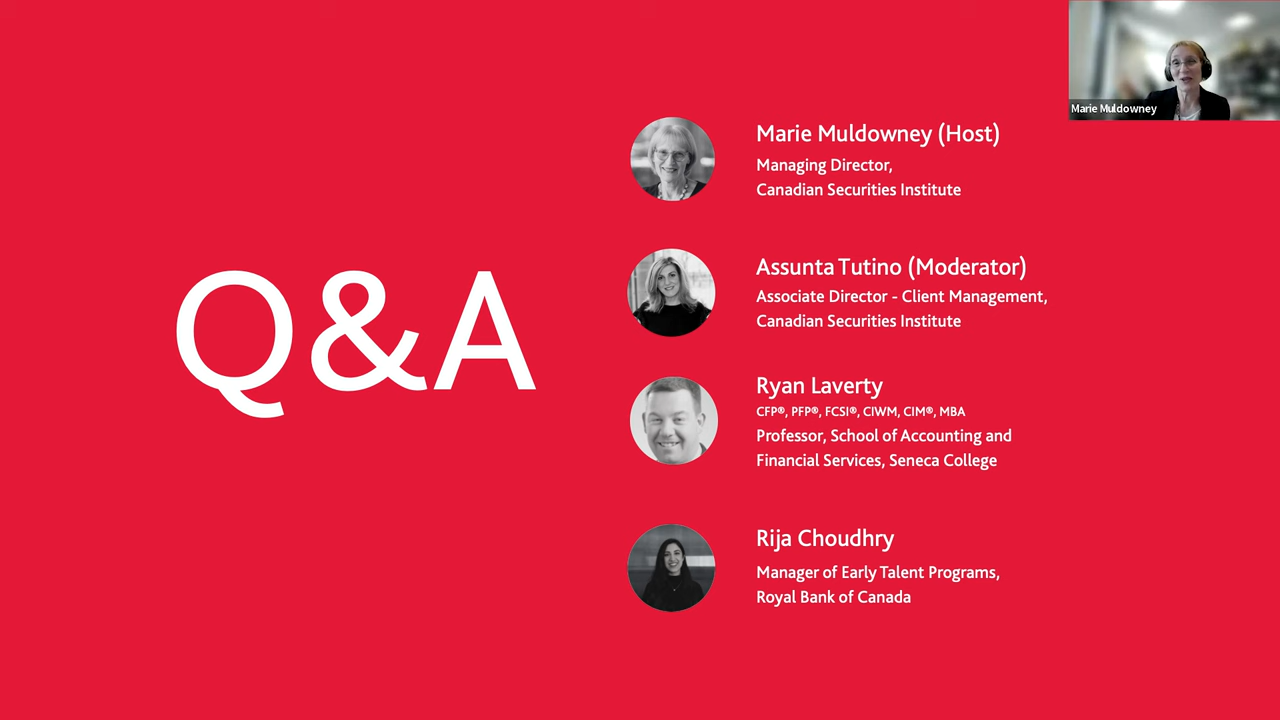 Marie Muldowney
Q&A
Marie Muldowney (Host)
Managing Director,
Canadian Securities Institute
Assunta Tutino (Moderator)
Associate Director - Client Management,
Canadian Securities Institute
Ryan Laverty
CFP®, PFP®, FCSI®, CIWM, CIM®, MBA
Professor, School of Accounting and
Financial Services, Seneca College
Rija Choudhry
Manager of Early Talent Programs,
Royal Bank of Canada